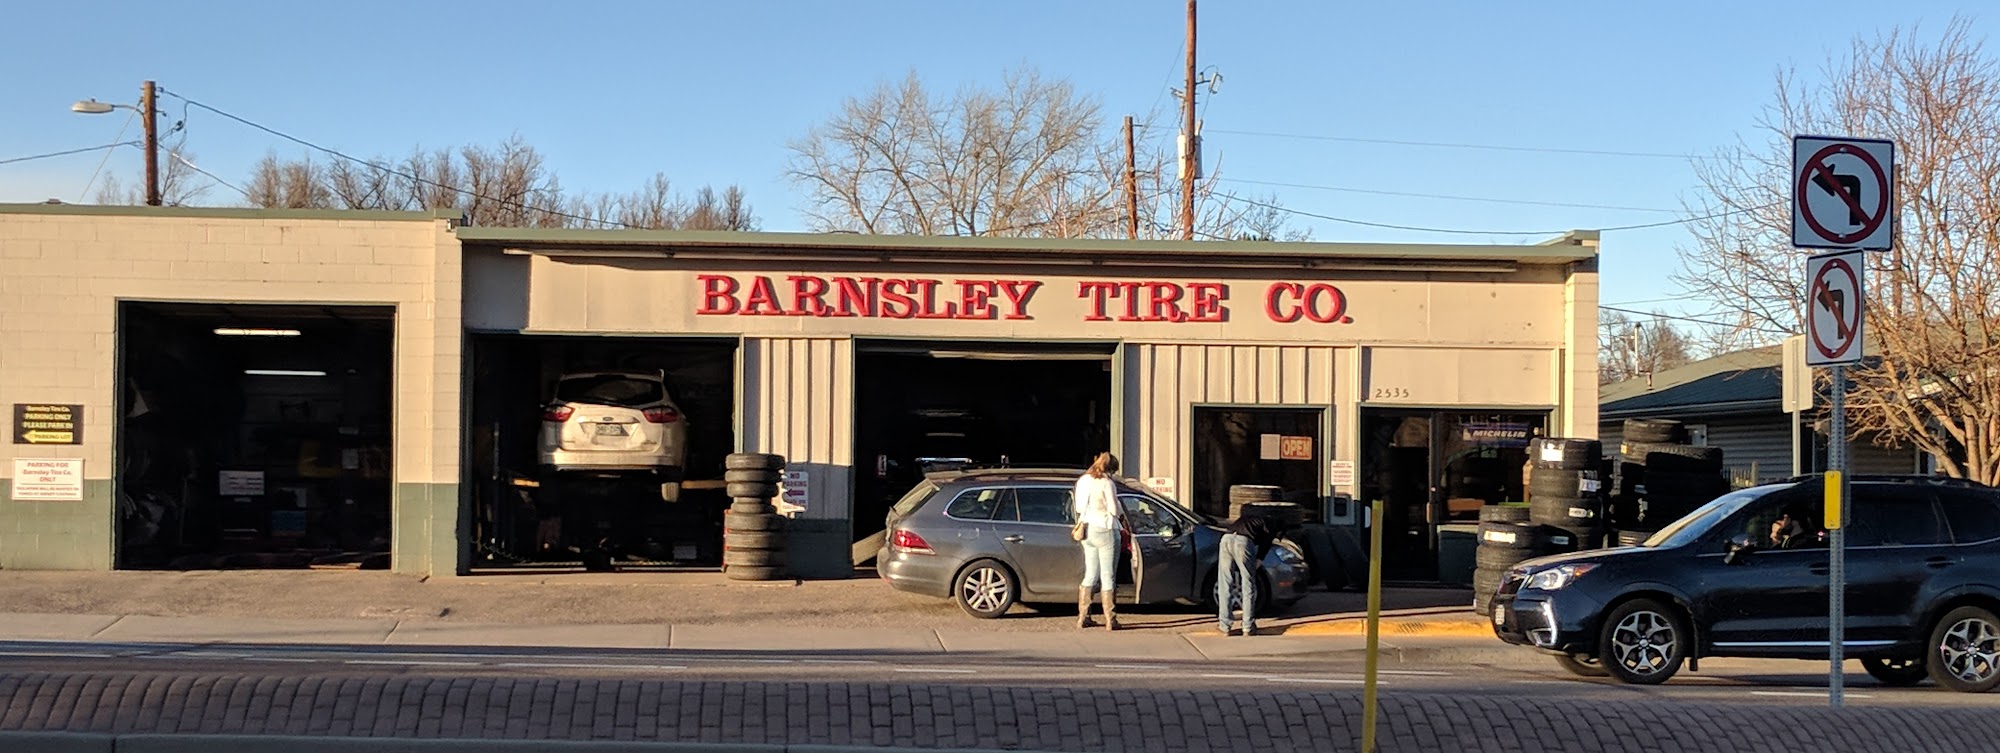 BARNSLEY TIRE CO.
2535
Barnsley Tire Co.
PARKING ONLY
PLEASE PARK IN
PARKING LOT
PARKING FOR
Barnsley Tire Co.
ONLY
NO
PARKING
NO
PARKING
OPEN
MICHELIN